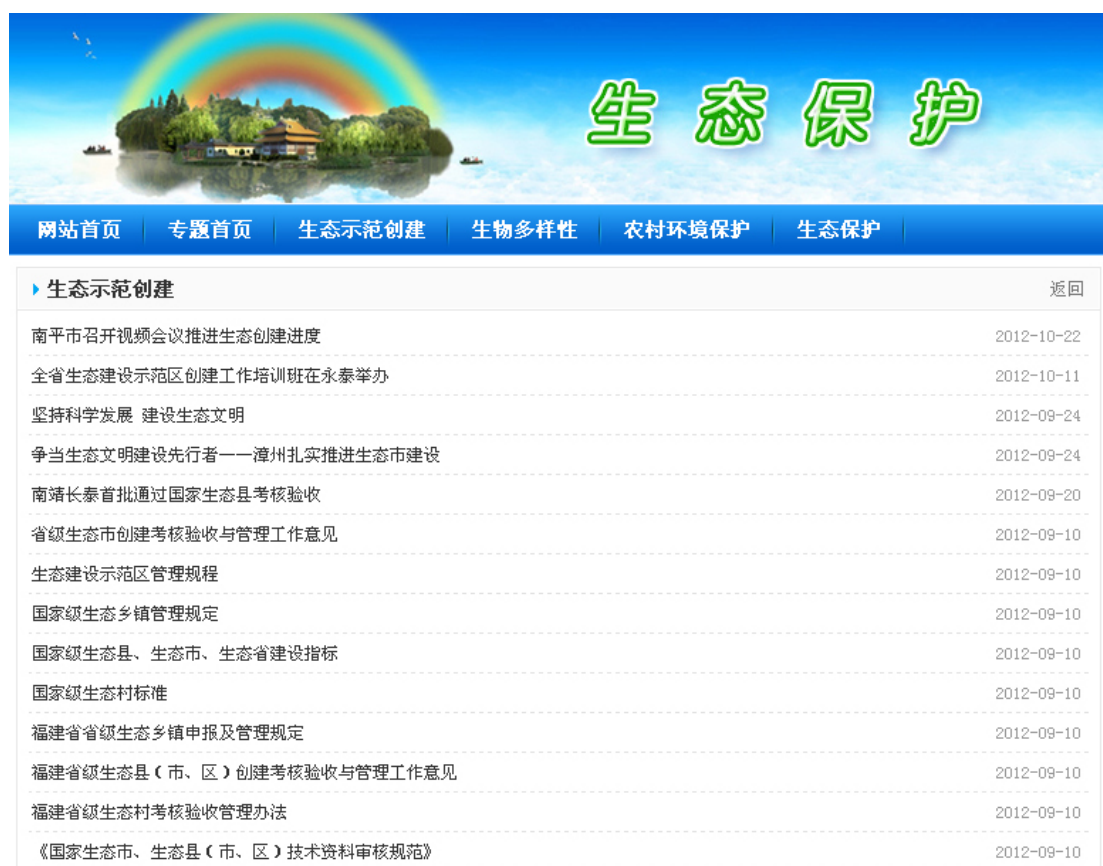 生态保护
网站首页 专题首页 生态示范创建 生物多样性 农村环境保护 生态保护
生态示范创建 返回
南平市召开视频会议推进生态创建进度 2012-10-22
全省生态建设示范区创建工作培训班在永泰举办 2012-10-11
坚持科学发展 建设生态文明 2012-09-24
争当生态文明建设先行者——漳州扎实推进生态市建设 2012-09-24
南靖长泰首批通过国家生态县考核验收 2012-09-20
省级生态市创建考核验收与管理工作意见 2012-09-10
生态建设示范区管理规程 2012-09-10
国家级生态乡镇管理规定 2012-09-10
国家级生态县、生态市、生态省建设指标 2012-09-10
国家级生态村标准 2012-09-10
福建省省级生态乡镇申报及管理规定 2012-09-10
福建省级生态县（市、区）创建考核验收与管理工作意见 2012-09-10
福建省级生态村考核验收管理办法 2012-09-10
《国家生态市、生态县（市、区）技术资料审核规范》 2012-09-10